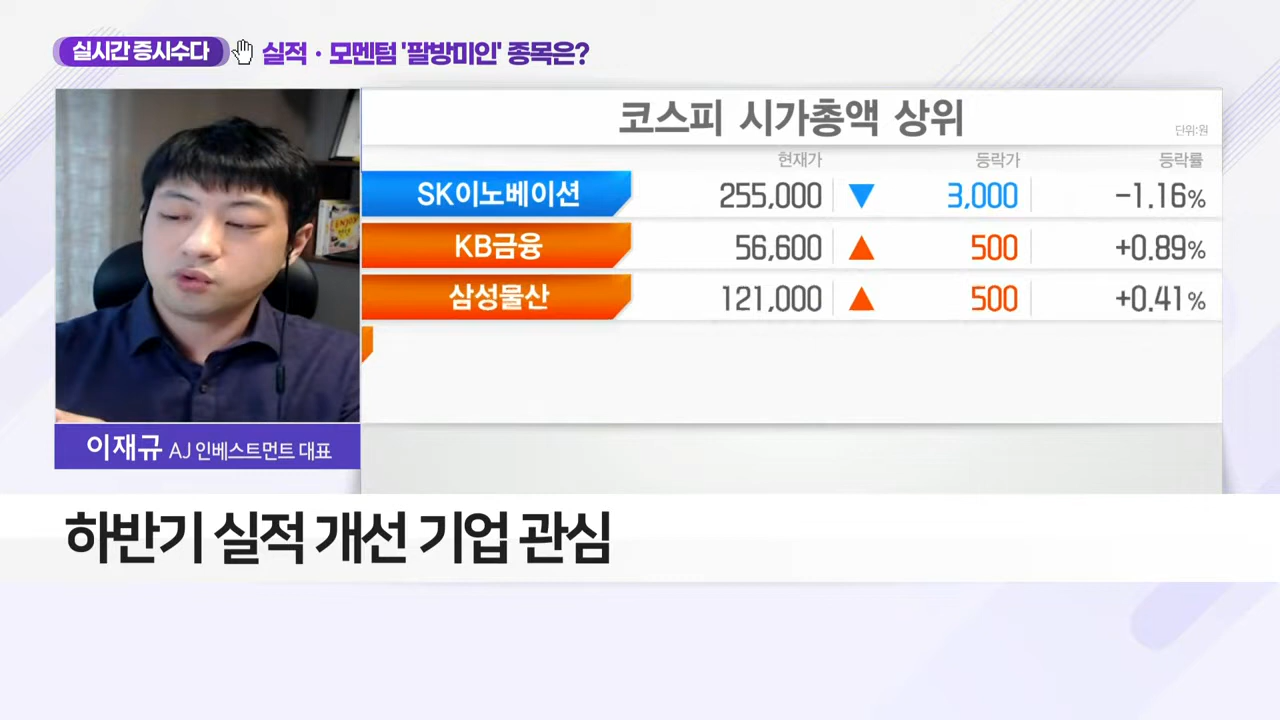 실시간 증시수다 실적·모멘텀 '팔방미인' 종목은?
코스피 시가총액 상위
단위:원
현재가 등락가 등락률
SK이노베이션 255,000 ▼ 3,000 -1.16%
KB금융 56,600 ▲ 500 +0.89%
삼성물산 121,000 ▲ 500 +0.41%
이재규 AJ 인베스트먼트 대표
하반기 실적 개선 기업 관심